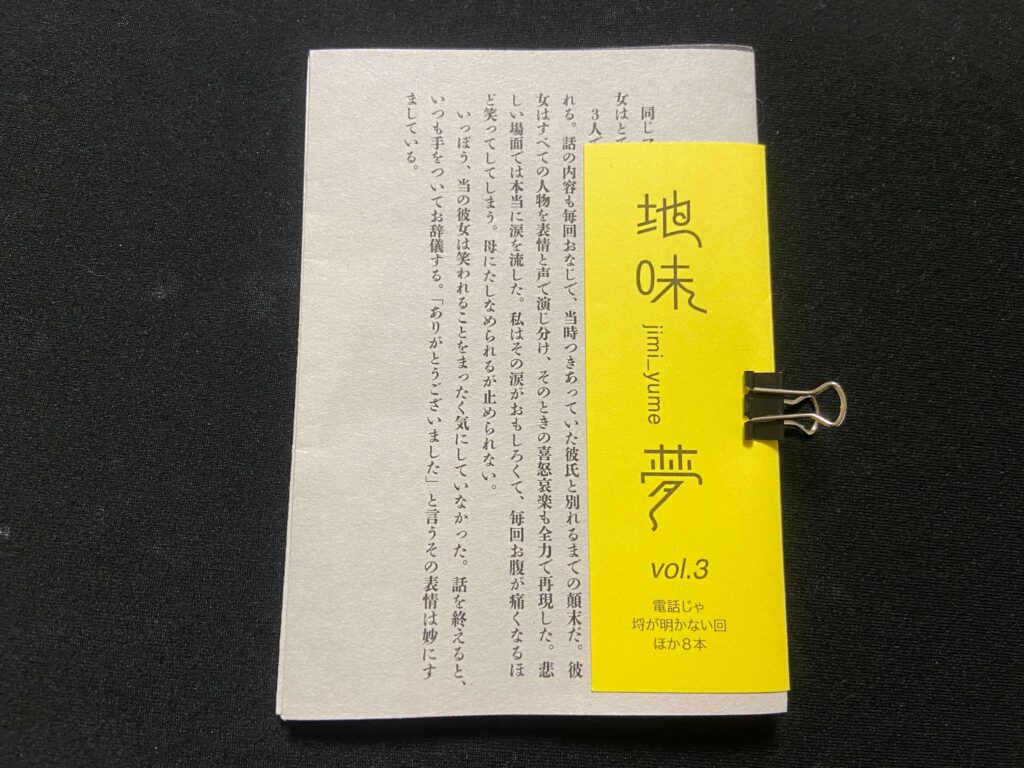 地味
jimi_yume
夢
vol.3
電話じゃ
埒が明かない回
ほか8本
同じ
女はと
3人で
れる。話の内容も毎回おなじで、当時つきあっていた彼氏と別れるまでの顛末だ。彼
女はすべての人物を表情と声で演じ分け、そのときの喜怒哀楽も全力で再現した。悲
しい場面では本当に涙を流した。私はその涙がおもしろくて、毎回お腹が痛くなるほ
ど笑ってしてしまう。母にたしなめられるが止められない。
いっぽう、当の彼女は笑われることをまったく気にしていなかった。話を終えると、
いつも手をついてお辞儀する。「ありがとうございました」と言うその表情は妙にす
ましている。